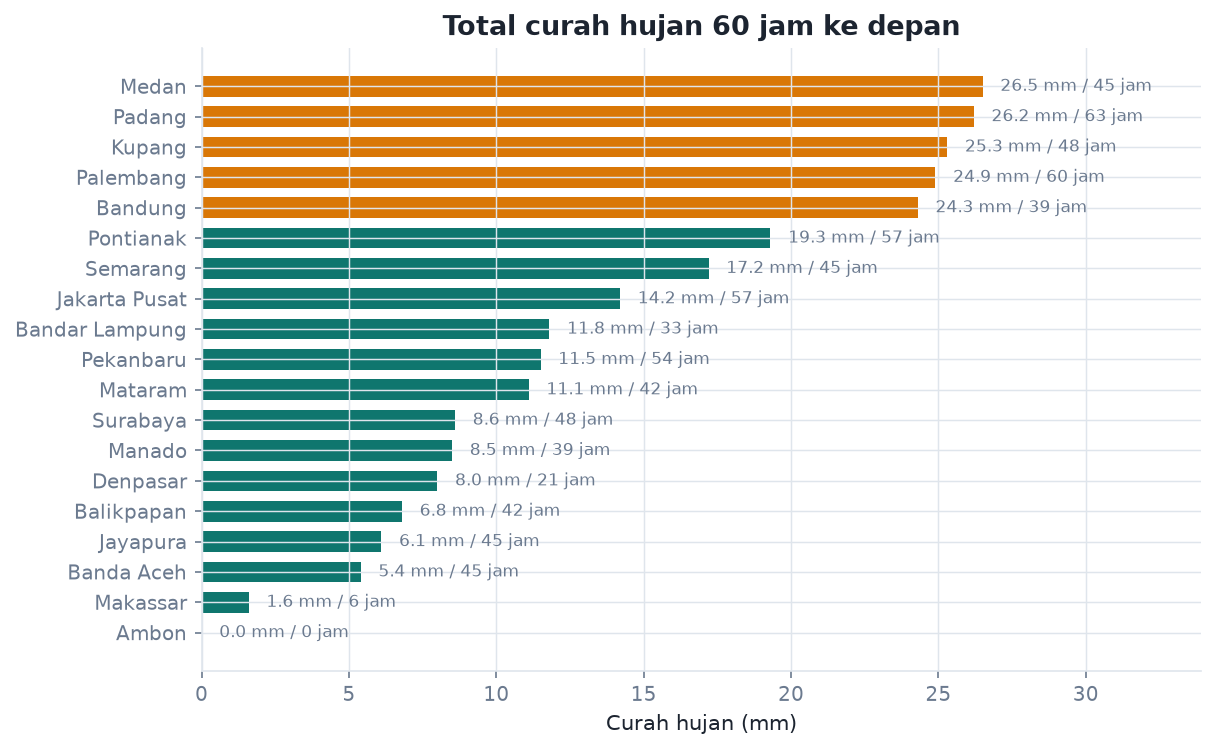 Total curah hujan 60 jam ke depan
Medan 26.5 mm / 45 jam
Padang 26.2 mm / 63 jam
Kupang 25.3 mm / 48 jam
Palembang 24.9 mm / 60 jam
Bandung 24.3 mm / 39 jam
Pontianak 19.3 mm / 57 jam
Semarang 17.2 mm / 45 jam
Jakarta Pusat 14.2 mm / 57 jam
Bandar Lampung 11.8 mm / 33 jam
Pekanbaru 11.5 mm / 54 jam
Mataram 11.1 mm / 42 jam
Surabaya 8.6 mm / 48 jam
Manado 8.5 mm / 39 jam
Denpasar 8.0 mm / 21 jam
Balikpapan 6.8 mm / 42 jam
Jayapura 6.1 mm / 45 jam
Banda Aceh 5.4 mm / 45 jam
Makassar 1.6 mm / 6 jam
Ambon 0.0 mm / 0 jam
0 5 10 15 20 25 30
Curah hujan (mm)